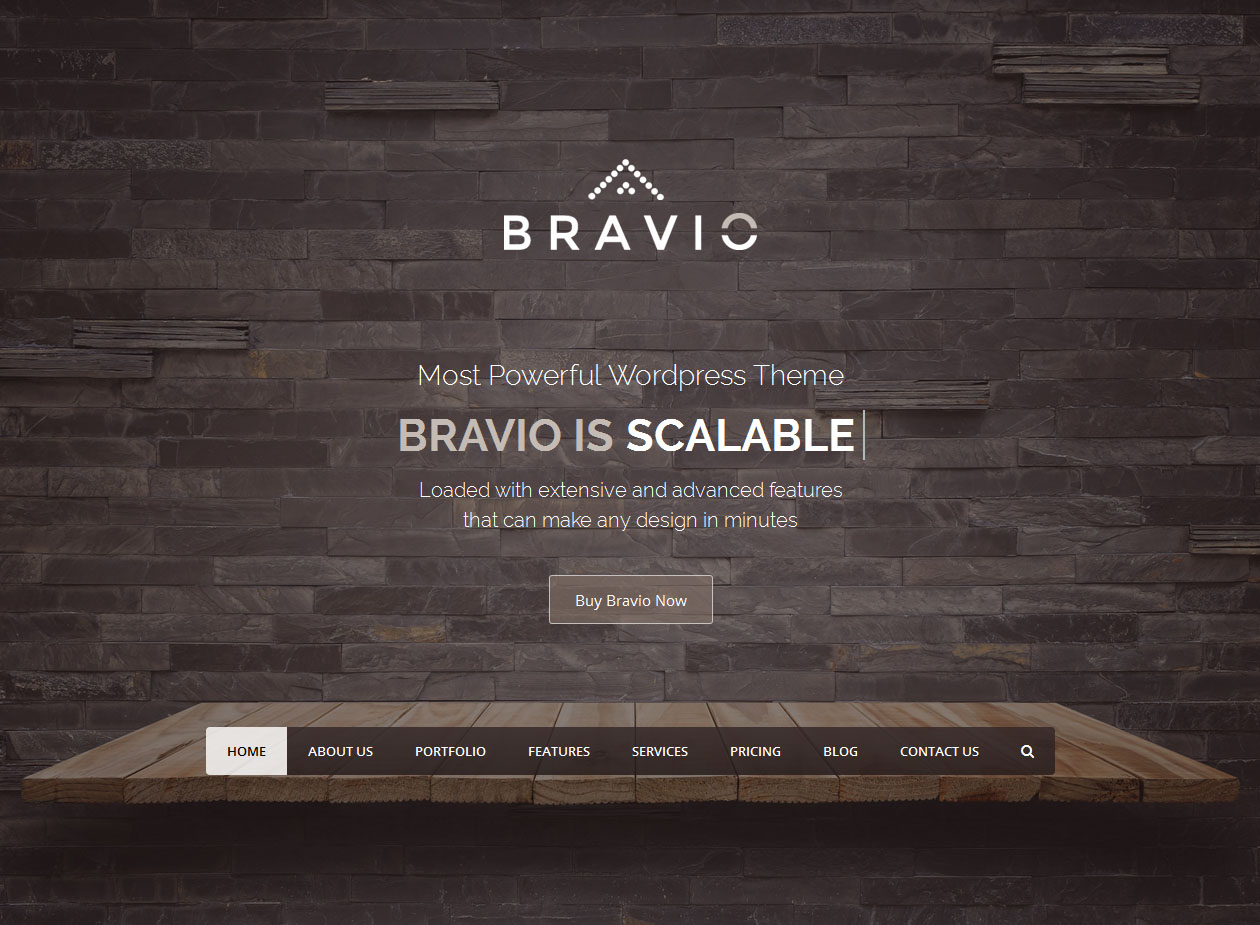 BRAVIO
Most Powerful Wordpress Theme
BRAVIO IS SCALABLE
Loaded with extensive and advanced features
that can make any design in minutes
Buy Bravio Now
HOME ABOUT US PORTFOLIO FEATURES SERVICES PRICING BLOG CONTACT US